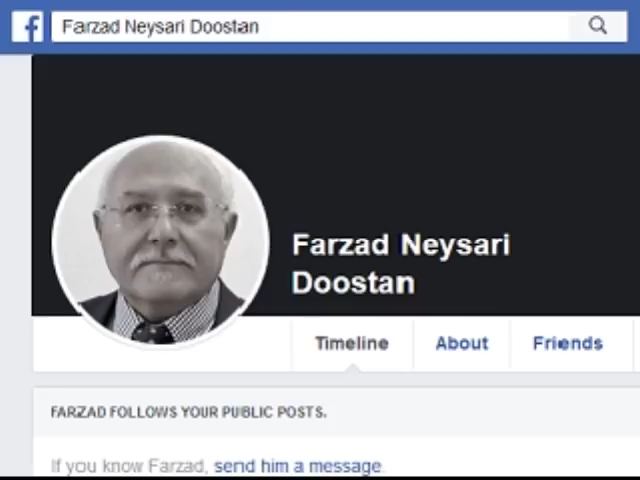 Farzad Neysari Doostan
Farzad Neysari
Doostan
Timeline About Friends
FARZAD FOLLOWS YOUR PUBLIC POSTS.
If you know Farzad, send him a message.